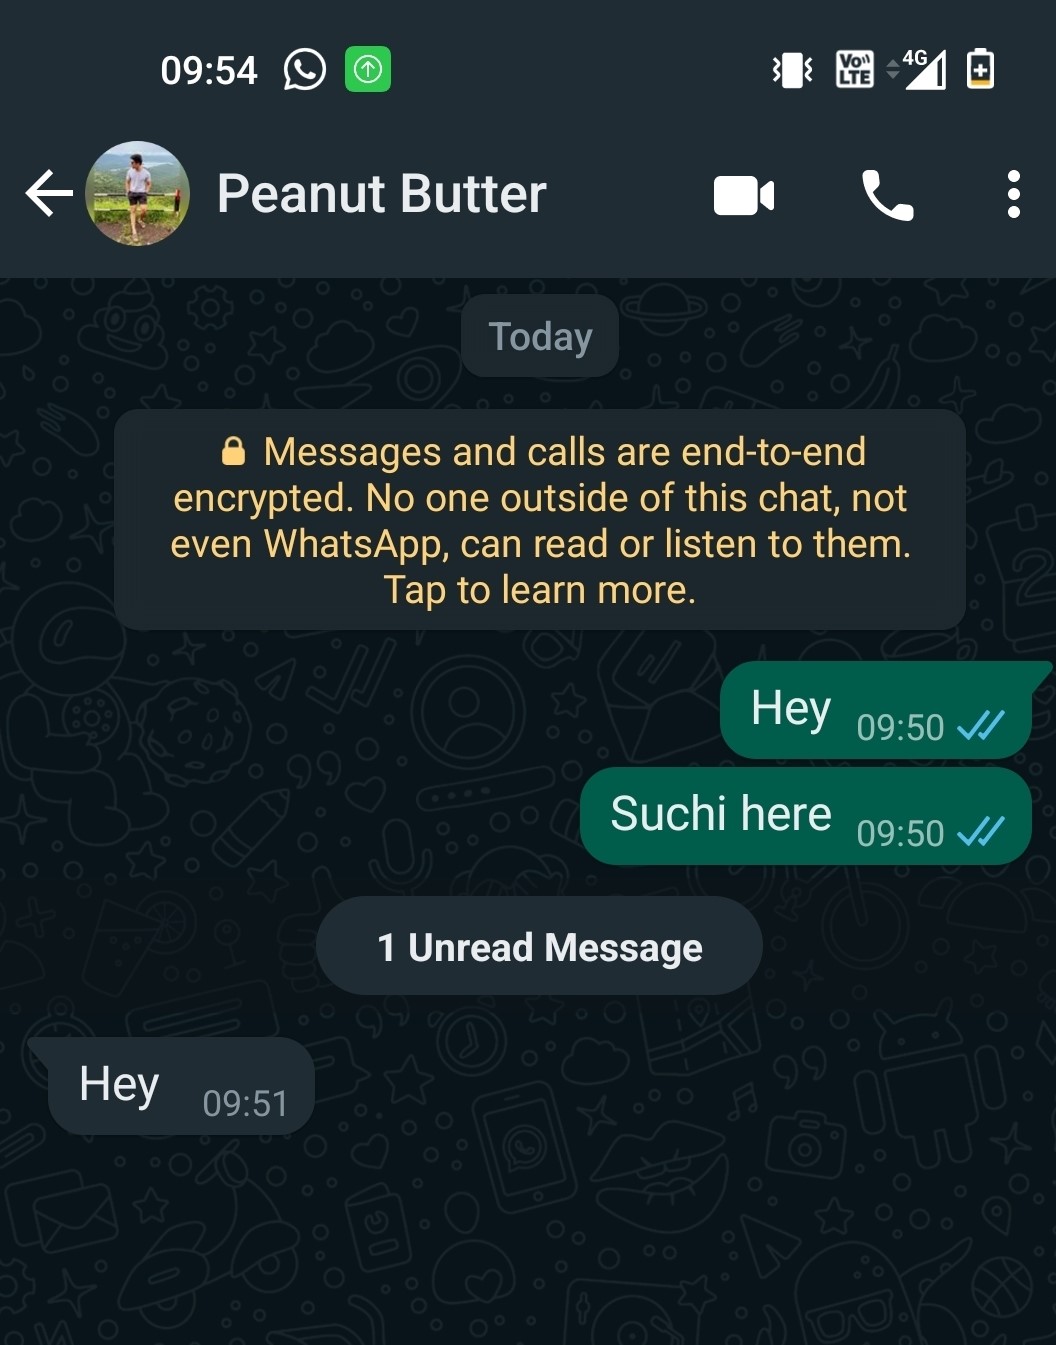 09:54
Vo)) 4G
LTE
Peanut Butter
Today
Messages and calls are end-to-end
encrypted. No one outside of this chat, not
even WhatsApp, can read or listen to them.
Tap to learn more.
Hey 09:50
Suchi here 09:50
1 Unread Message
Hey 09:51